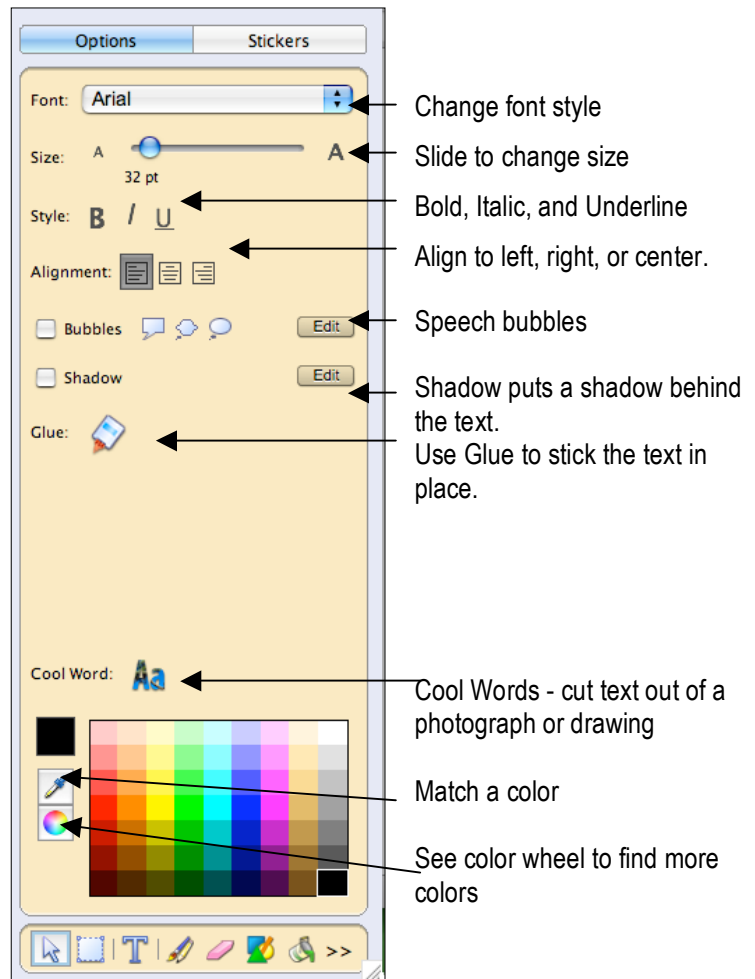 Options Stickers
Font: Arial
Change font style
Size: A A
32 pt
Slide to change size
Style: B I U
Bold, Italic, and Underline
Alignment:
Align to left, right, or center.
Bubbles Edit
Speech bubbles
Shadow Edit
Shadow puts a shadow behind
the text.
Glue:
Use Glue to stick the text in
place.
Cool Word: Aa
Cool Words - cut text out of a
photograph or drawing
Match a color
See color wheel to find more
colors
T >>